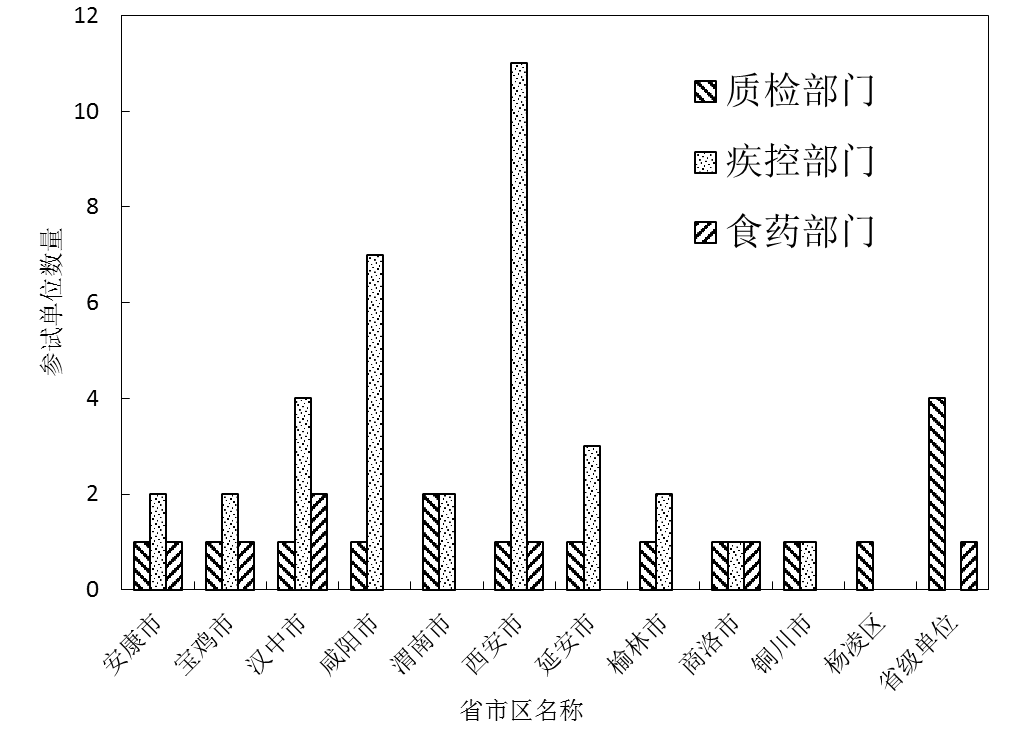 12
10
8
6
4
2
0
参试单位数量
质检部门
疾控部门
食药部门
安康市
宝鸡市
汉中市
咸阳市
渭南市
西安市
延安市
榆林市
商洛市
铜川市
杨凌区
省级单位
省市区名称